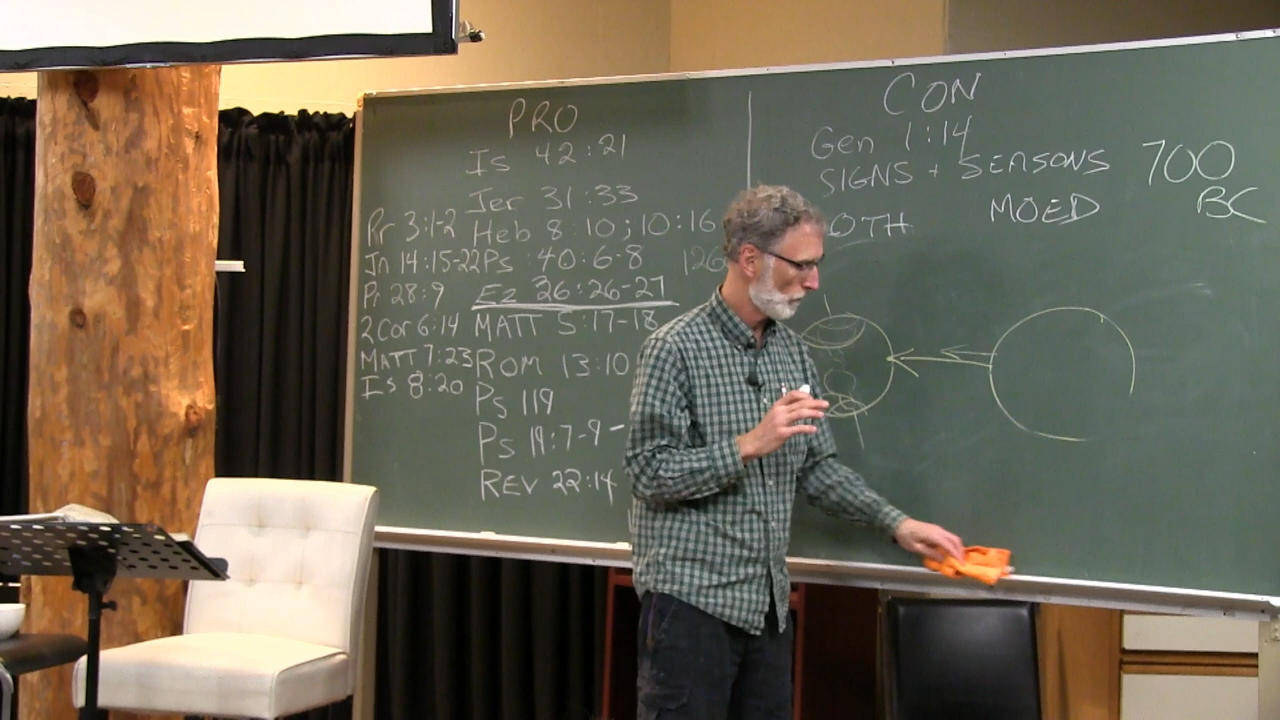 PRO
Is 42:21
Jer 31:33
Heb 8:10; 10:16
Ps 40:6-8
Ez 36:26-27
MATT 5:17-18
ROM 13:10
Ps 119
Ps 19:7-9
REV 22:14
Pr 3:1-2
Jn 14:15-22
Pr 28:9
2Cor 6:14
MATT 7:23
Is 8:20
126
CON
Gen 1:14
SIGNS + SEASONS
OTH MOED
700
BC